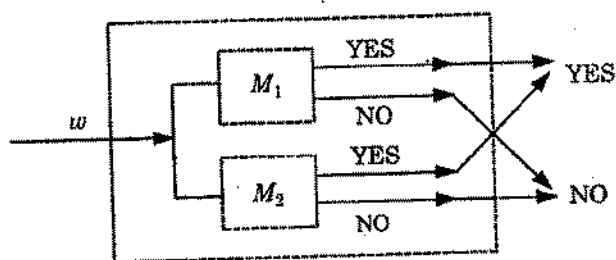 YES
M₁
YES
NO
w
YES
M₂
NO
NO